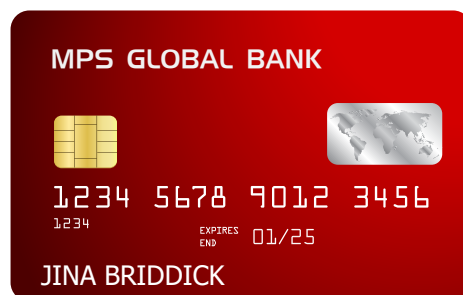 MPS GLOBAL BANK
1234 5678 9012 3456
1234
EXPIRES END 01/25
JINA BRIDDICK